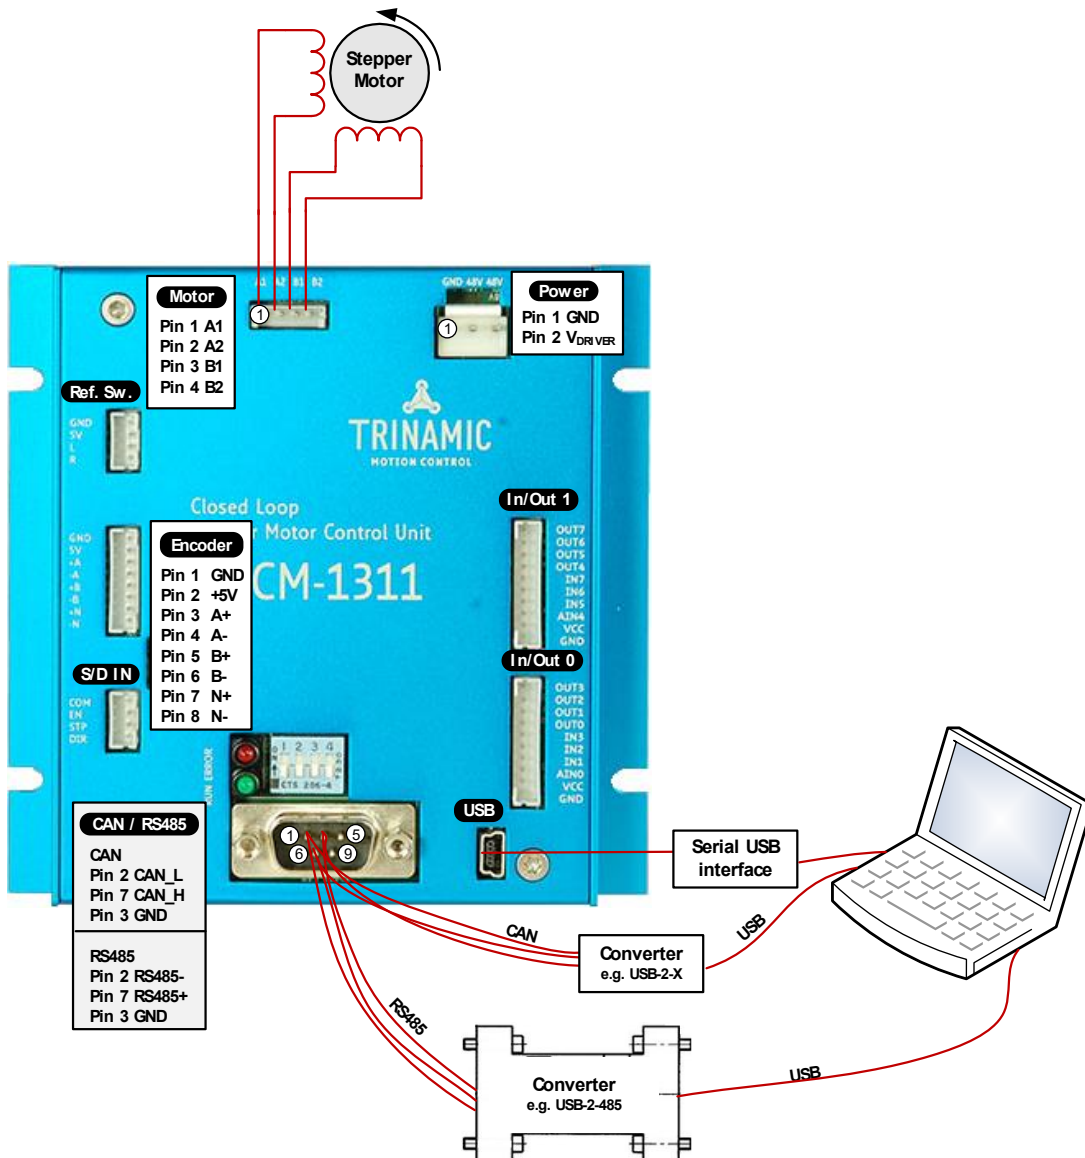 Stepper
Motor
A1 A2 B1 B2
GND 48V 48V
Motor
Pin 1 A1
Pin 2 A2
Pin 3 B1
Pin 4 B2
1
Power
Pin 1 GND
Pin 2 VDRIVER
1
Ref. Sw.
GND
5V
L
R
TRINAMIC
MOTION CONTROL
Closed Loop
Motor Control Unit
CM-1311
Encoder
Pin 1 GND
Pin 2 +5V
Pin 3 A+
Pin 4 A-
Pin 5 B+
Pin 6 B-
Pin 7 N+
Pin 8 N-
GND
5V
+A
-A
+B
-B
+N
-N
In/Out 1
OUT7
OUT6
OUT5
OUT4
IN7
IN6
IN5
AIN4
VCC
GND
In/Out 0
OUT3
OUT2
OUT1
OUT0
IN3
IN2
IN1
AIN0
VCC
GND
S/D IN
COM
EN
STP
DIR
RUN ERROR
1 2 3 4
CTS 206-4
1
5
6
9
USB
CAN / RS485
CAN
Pin 2 CAN_L
Pin 7 CAN_H
Pin 3 GND
RS485
Pin 2 RS485-
Pin 7 RS485+
Pin 3 GND
Serial USB
interface
CAN
USB
Converter
e.g. USB-2-X
RS485
Converter
e.g. USB-2-485
USB